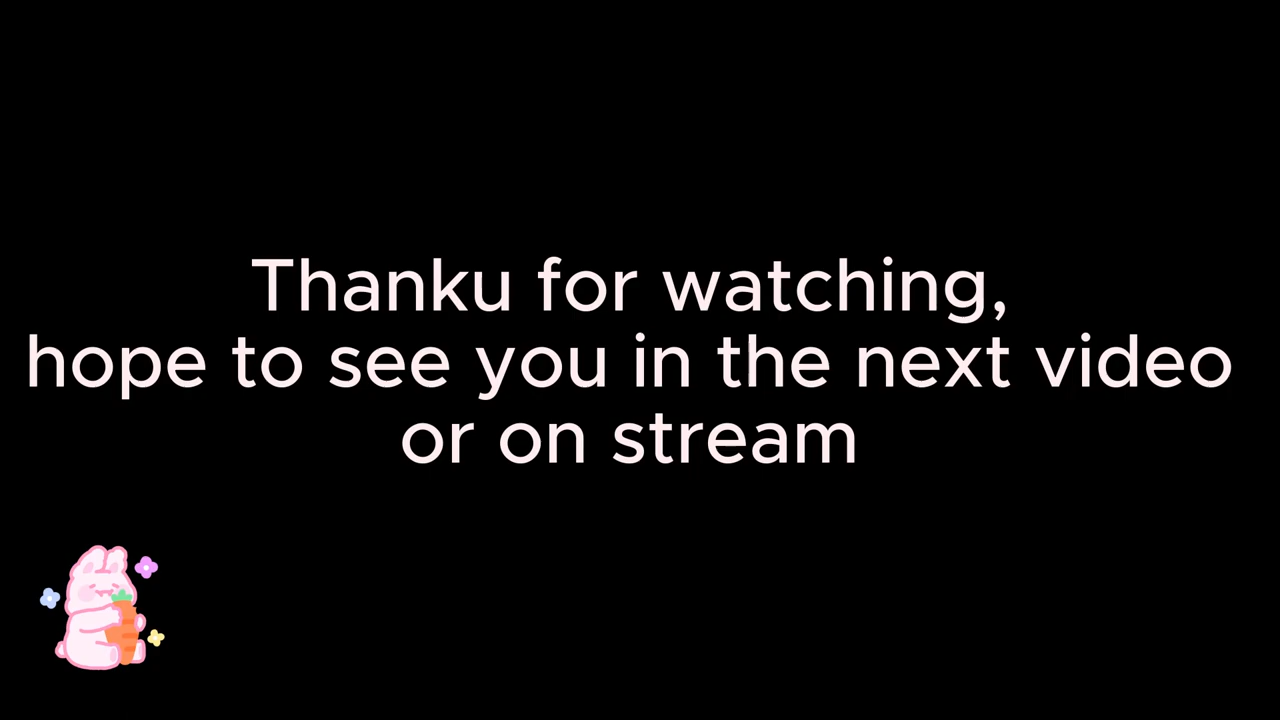 Thanku for watching,
hope to see you in the next video
or on stream